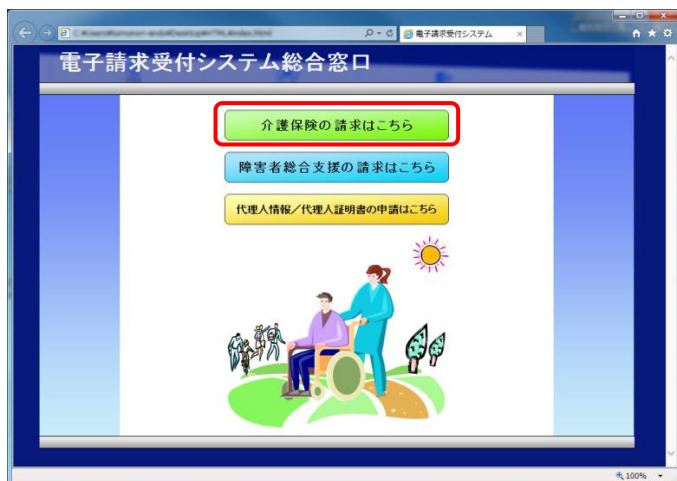 電子請求受付システム
電子請求受付システム総合窓口
介護保険の請求はこちら
障害者総合支援の請求はこちら
代理人情報/代理人証明書の申請はこちら
100%